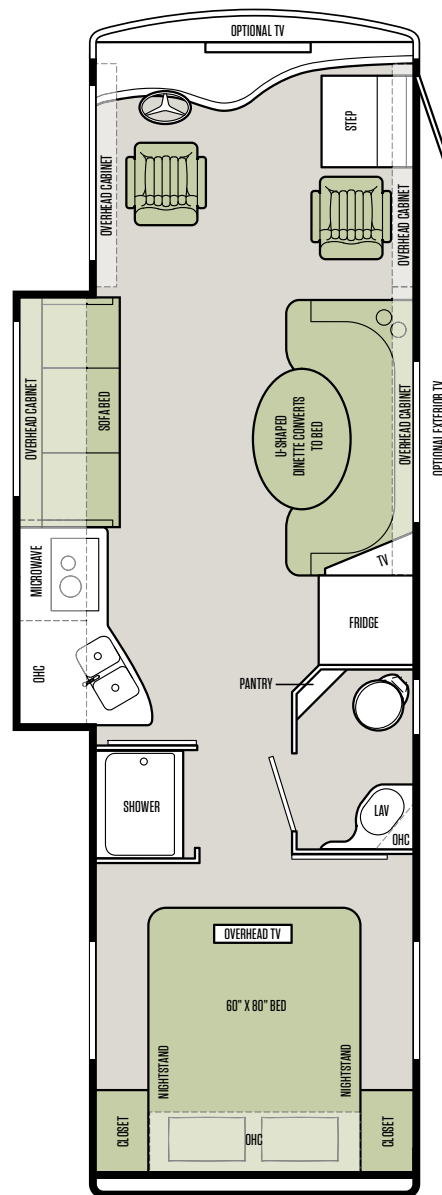 OPTIONAL TV
STEP
OVERHEAD CABINET
OVERHEAD CABINET
OVERHEAD CABINET
SOFA BED
U-SHAPED
DINETTE CONVERTS
TO BED
OVERHEAD CABINET
OPTIONAL EXTERIOR TV
MICROWAVE
TV
FRIDGE
OHC
PANTRY
SHOWER
LAV
OHC
OVERHEAD TV
60" X 80" BED
NIGHTSTAND
NIGHTSTAND
CLOSET
OHC
CLOSET